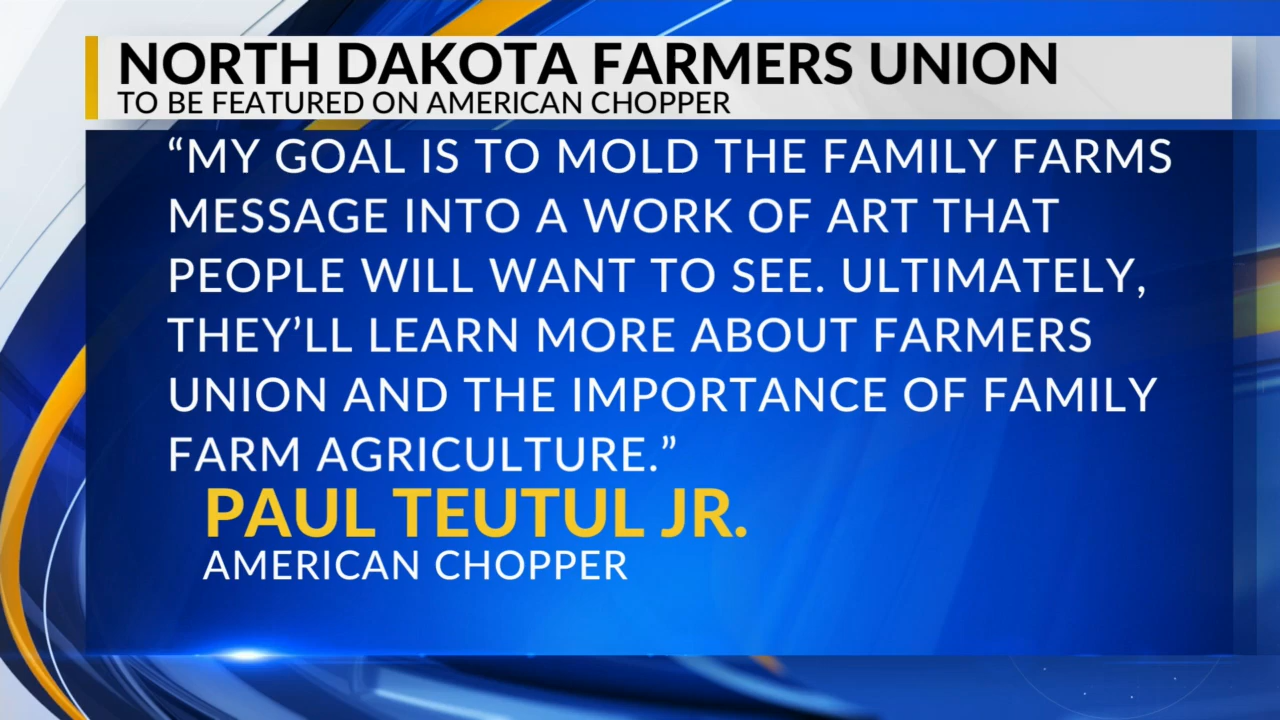 NORTH DAKOTA FARMERS UNION
TO BE FEATURED ON AMERICAN CHOPPER
“MY GOAL IS TO MOLD THE FAMILY FARMS
MESSAGE INTO A WORK OF ART THAT
PEOPLE WILL WANT TO SEE. ULTIMATELY,
THEY’LL LEARN MORE ABOUT FARMERS
UNION AND THE IMPORTANCE OF FAMILY
FARM AGRICULTURE.”
PAUL TEUTUL JR.
AMERICAN CHOPPER